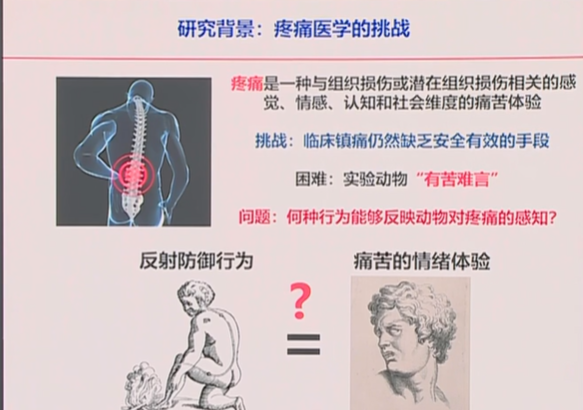 研究背景：疼痛医学的挑战
疼痛是一种与组织损伤或潜在组织损伤相关的感
觉、情感、认知和社会维度的痛苦体验
挑战：临床镇痛仍然缺乏安全有效的手段
困难：实验动物“有苦难言”
问题：何种行为能够反映动物对疼痛的感知？
反射防御行为
痛苦的情绪体验
?
=